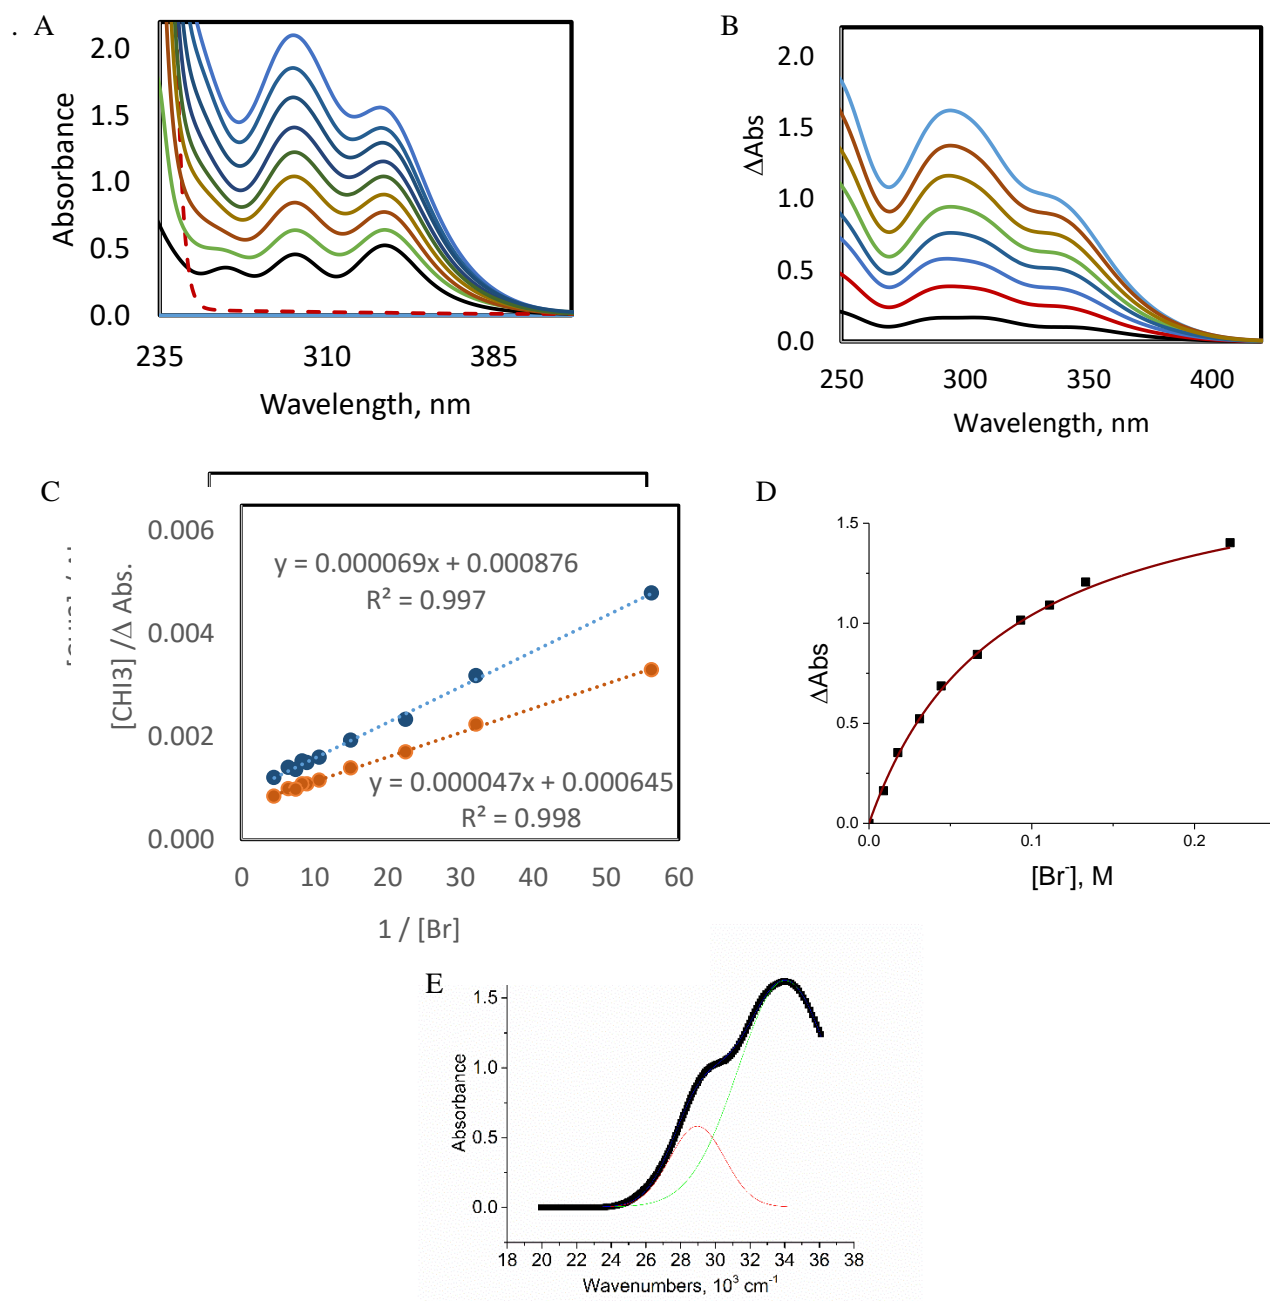 . A
2.0
1.5
1.0
0.5
0.0
Absorbance
235 310 385
Wavelength, nm
B
2.0
1.5
1.0
0.5
0.0
ΔAbs
250 300 350 400
Wavelength, nm
C
0.006
0.004
0.002
0.000
[CHI3] /Δ Abs.
y = 0.000069x + 0.000876
R² = 0.997
y = 0.000047x + 0.000645
R² = 0.998
0 10 20 30 40 50 60
1 / [Br]
D
1.5
1.0
0.5
0.0
ΔAbs
0.0 0.1 0.2
[Br⁻], M
E
1.5
1.0
0.5
0.0
Absorbance
18 20 22 24 26 28 30 32 34 36 38
Wavenumbers, 10³ cm⁻¹